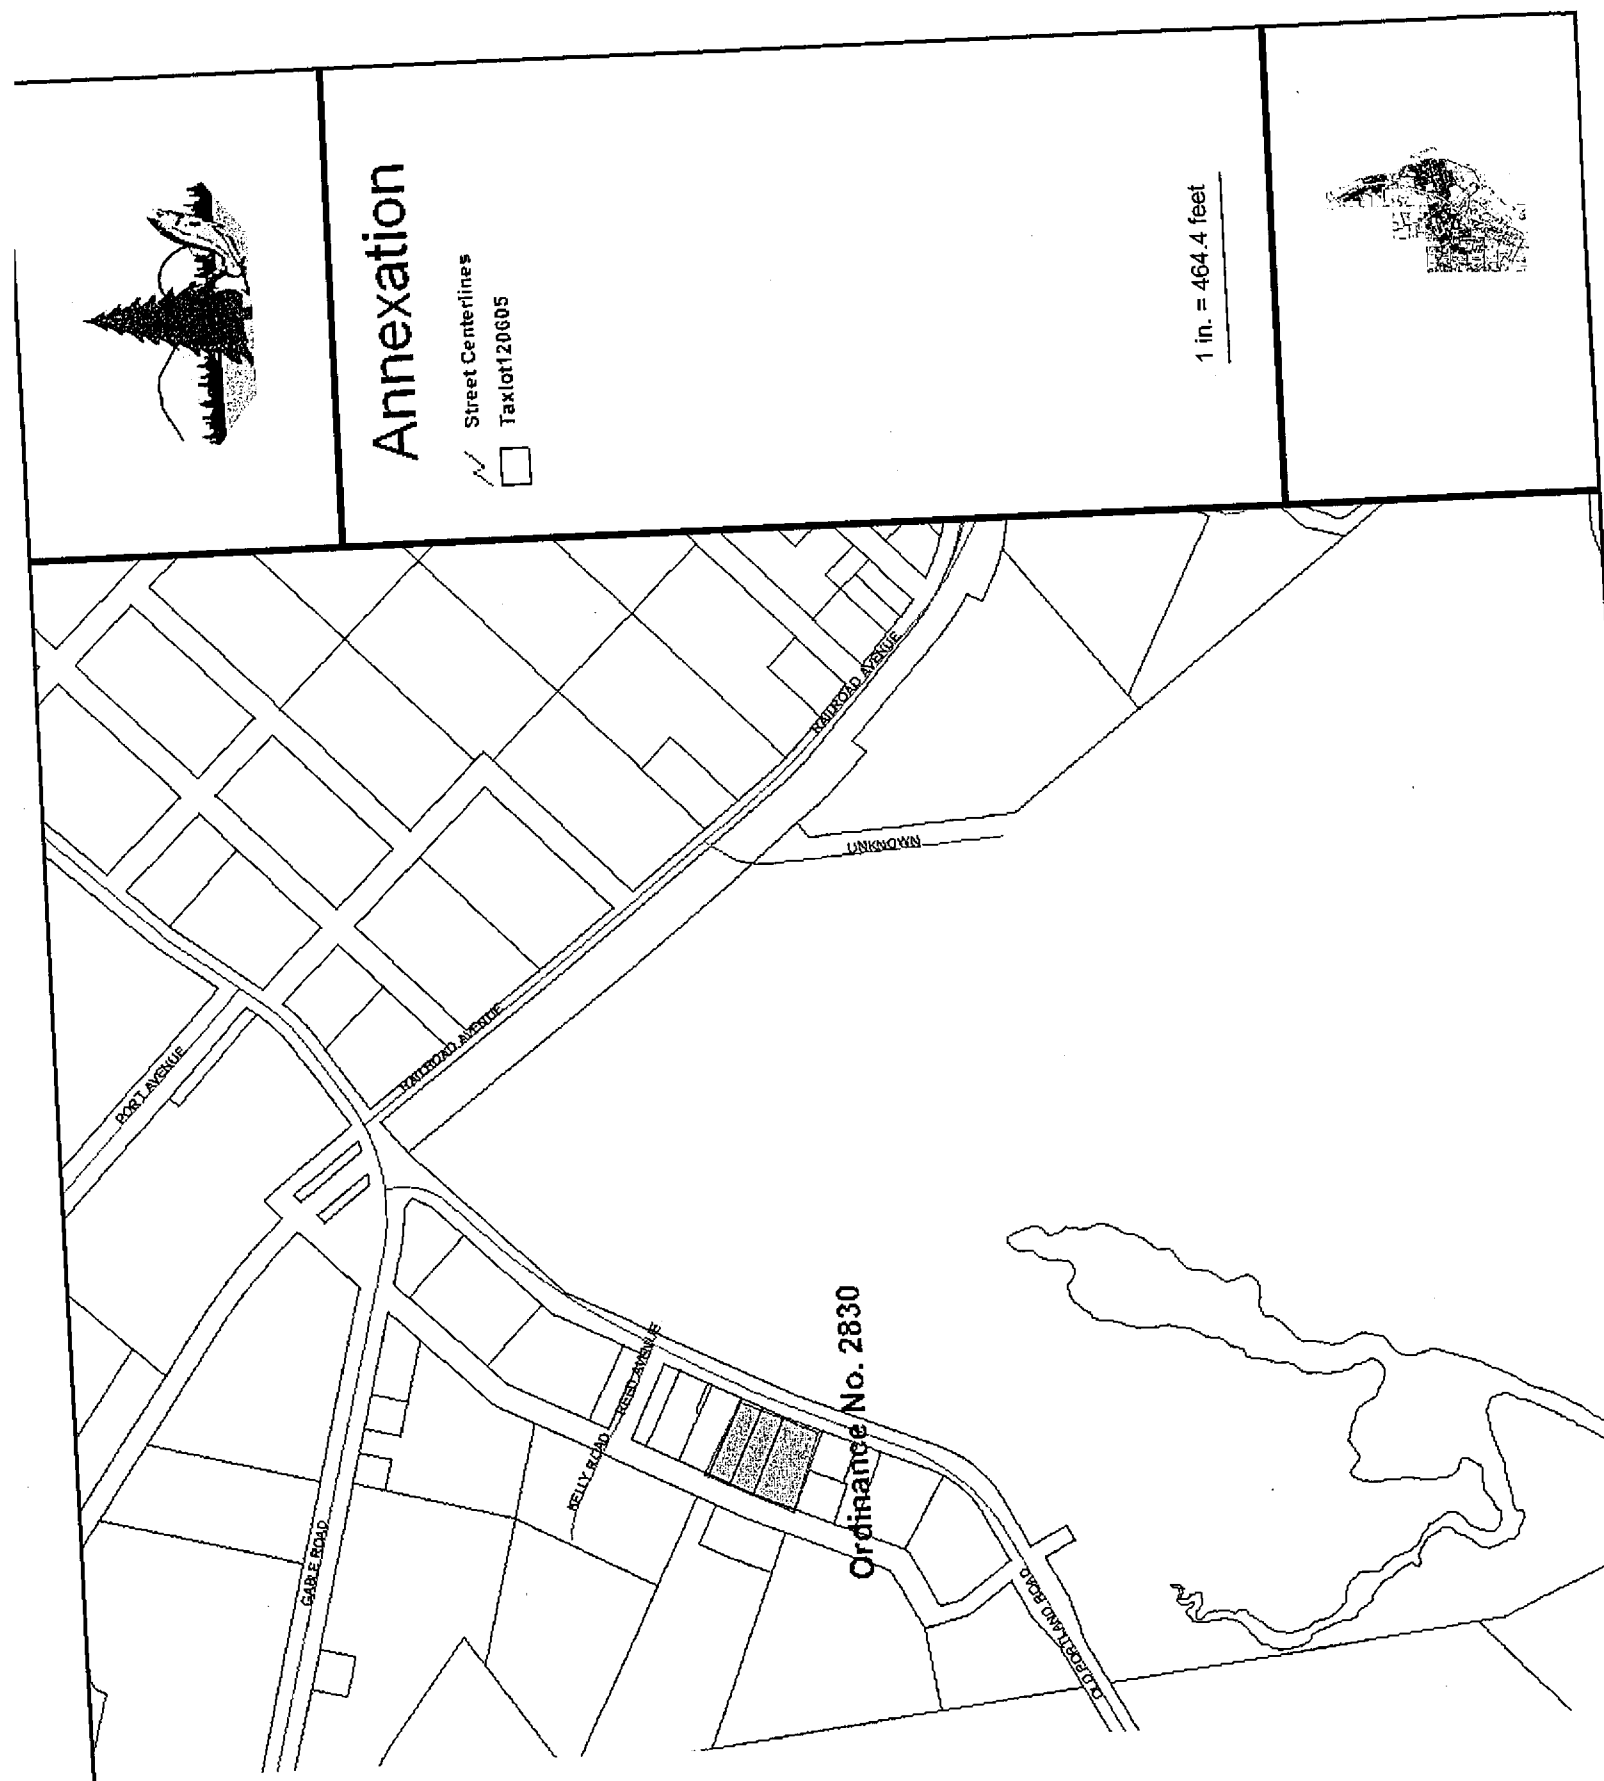 Annexation
Street Centerlines
Taxlot120605
1 in. = 464.4 feet
RAILROAD AVENUE
UNKNOWN
RAILROAD AVENUE
PORT AVENUE
REED AVENUE
KELLY ROAD
GABLE ROAD
OLD PORTLAND ROAD
Ordinance No. 2830